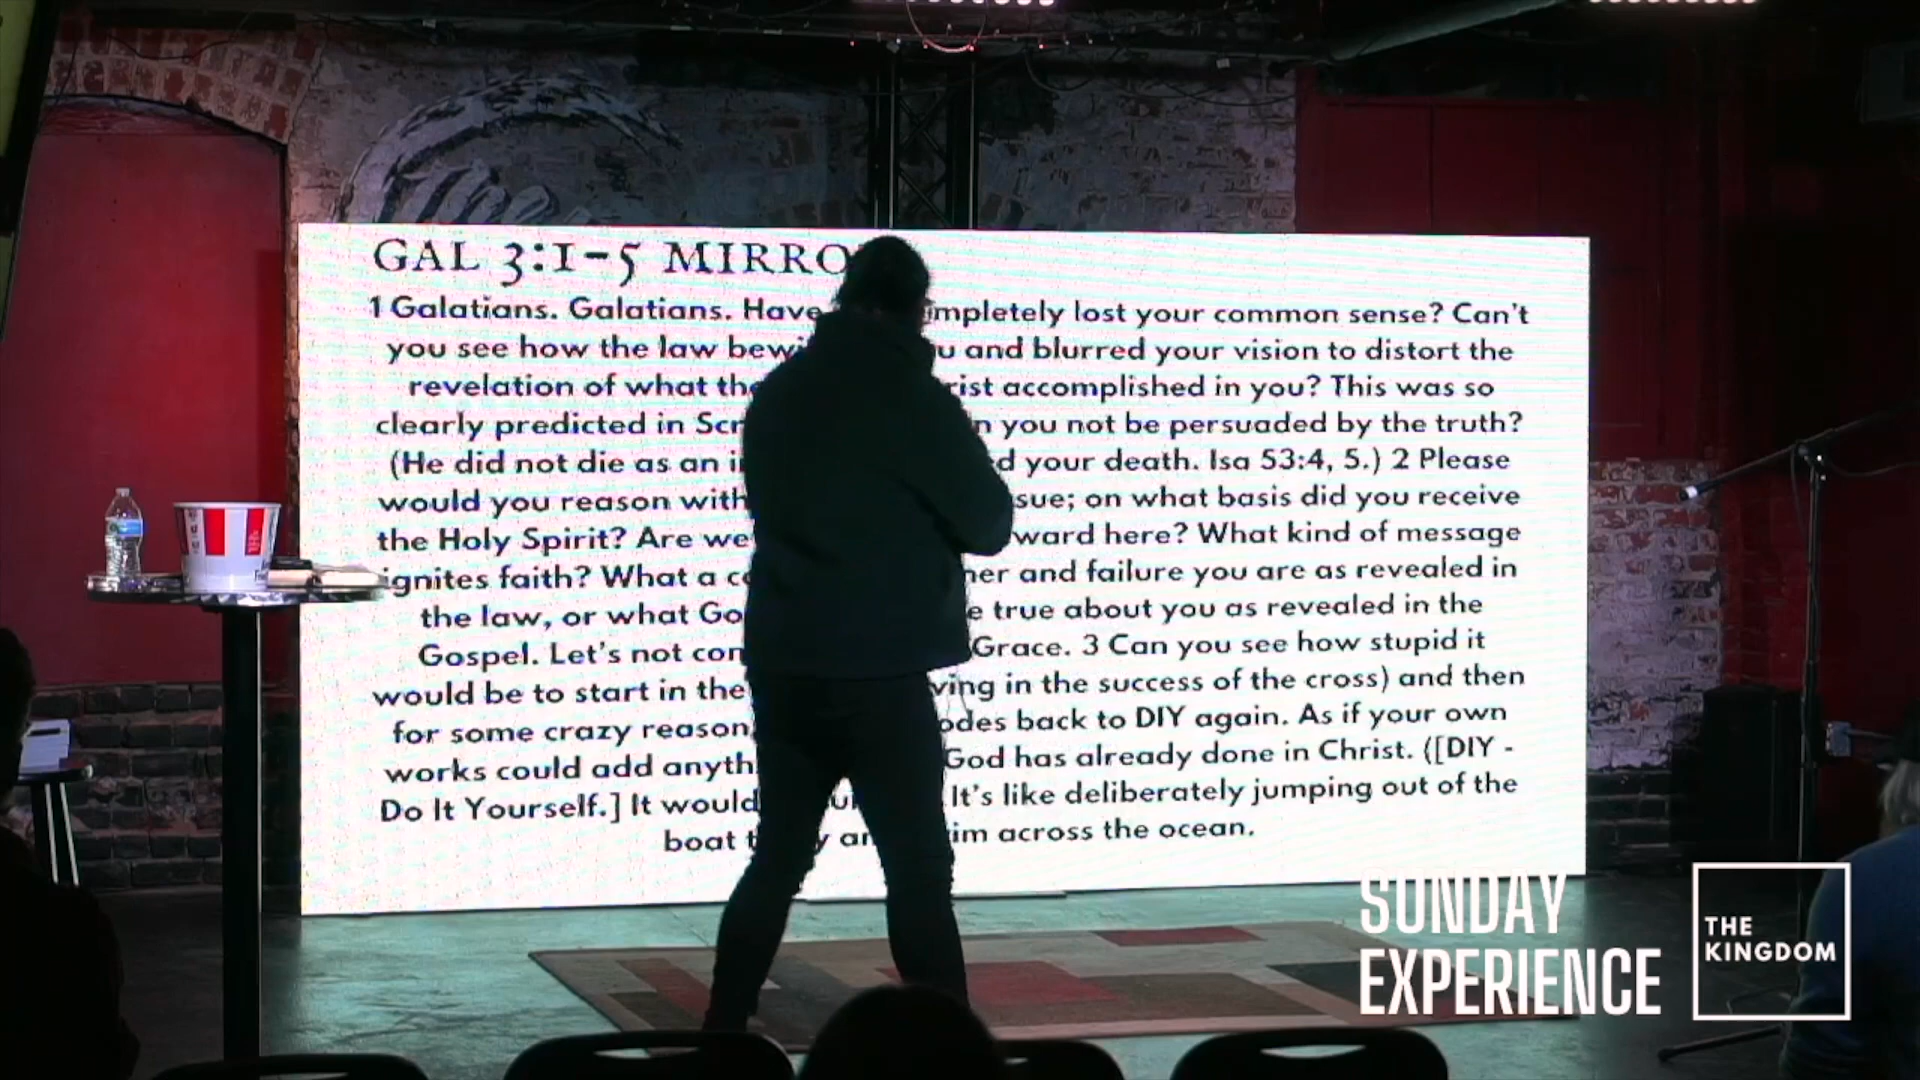 GAL 3:1-5 MIRRO
1 Galatians. Galatians. Have mpletely lost your common sense? Can't
you see how the law bewi u and blurred your vision to distort the
revelation of what the rist accomplished in you? This was so
clearly predicted in Scr n you not be persuaded by the truth?
(He did not die as an i d your death. Isa 53:4, 5.) 2 Please
would you reason with sue; on what basis did you receive
the Holy Spirit? Are we ward here? What kind of message
ignites faith? What a c her and failure you are as revealed in
the law, or what Go e true about you as revealed in the
Gospel. Let's not con Grace. 3 Can you see how stupid it
would be to start in the ving in the success of the cross) and then
for some crazy reason odes back to DIY again. As if your own
works could add anyth God has already done in Christ. ([DIY -
Do It Yourself.] It would It's like deliberately jumping out of the
boat t y an im across the ocean.
SUNDAY
EXPERIENCE
THE
KINGDOM